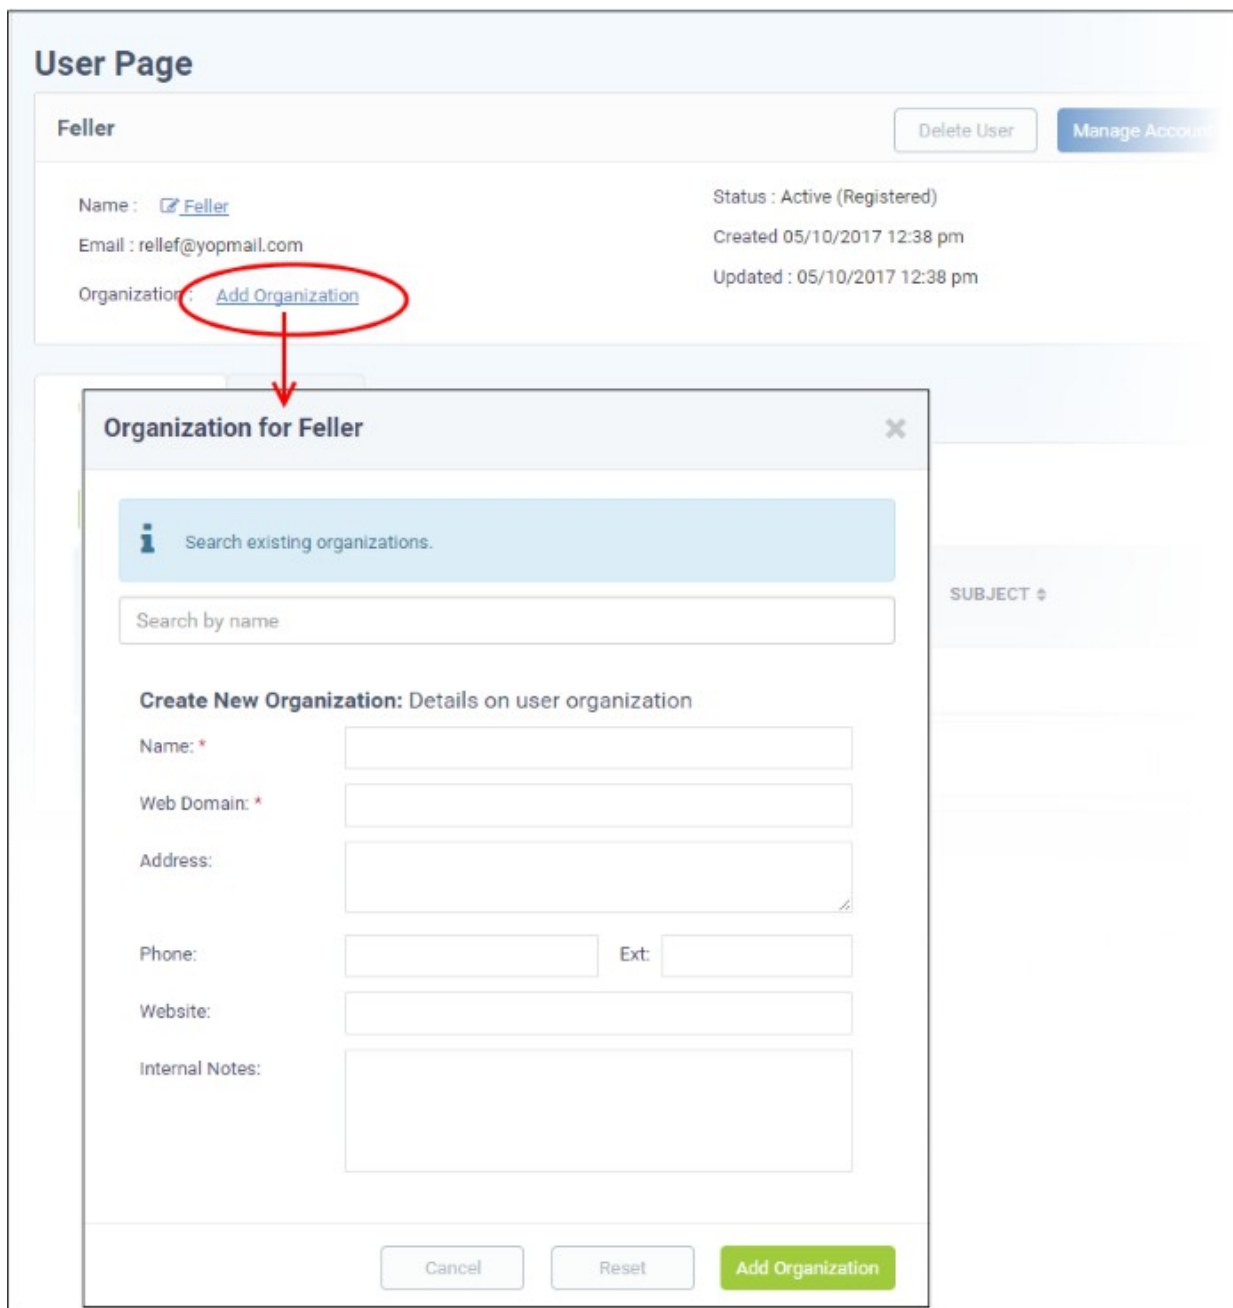 User Page
Feller
Delete User
Manage Account
Name : Feller
Status : Active (Registered)
Email : rellef@yopmail.com
Created 05/10/2017 12:38 pm
Organization : Add Organization
Updated : 05/10/2017 12:38 pm
Organization for Feller
Search existing organizations.
Search by name
SUBJECT
Create New Organization: Details on user organization
Name: *
Web Domain: *
Address:
Phone:
Ext:
Website:
Internal Notes:
Cancel
Reset
Add Organization